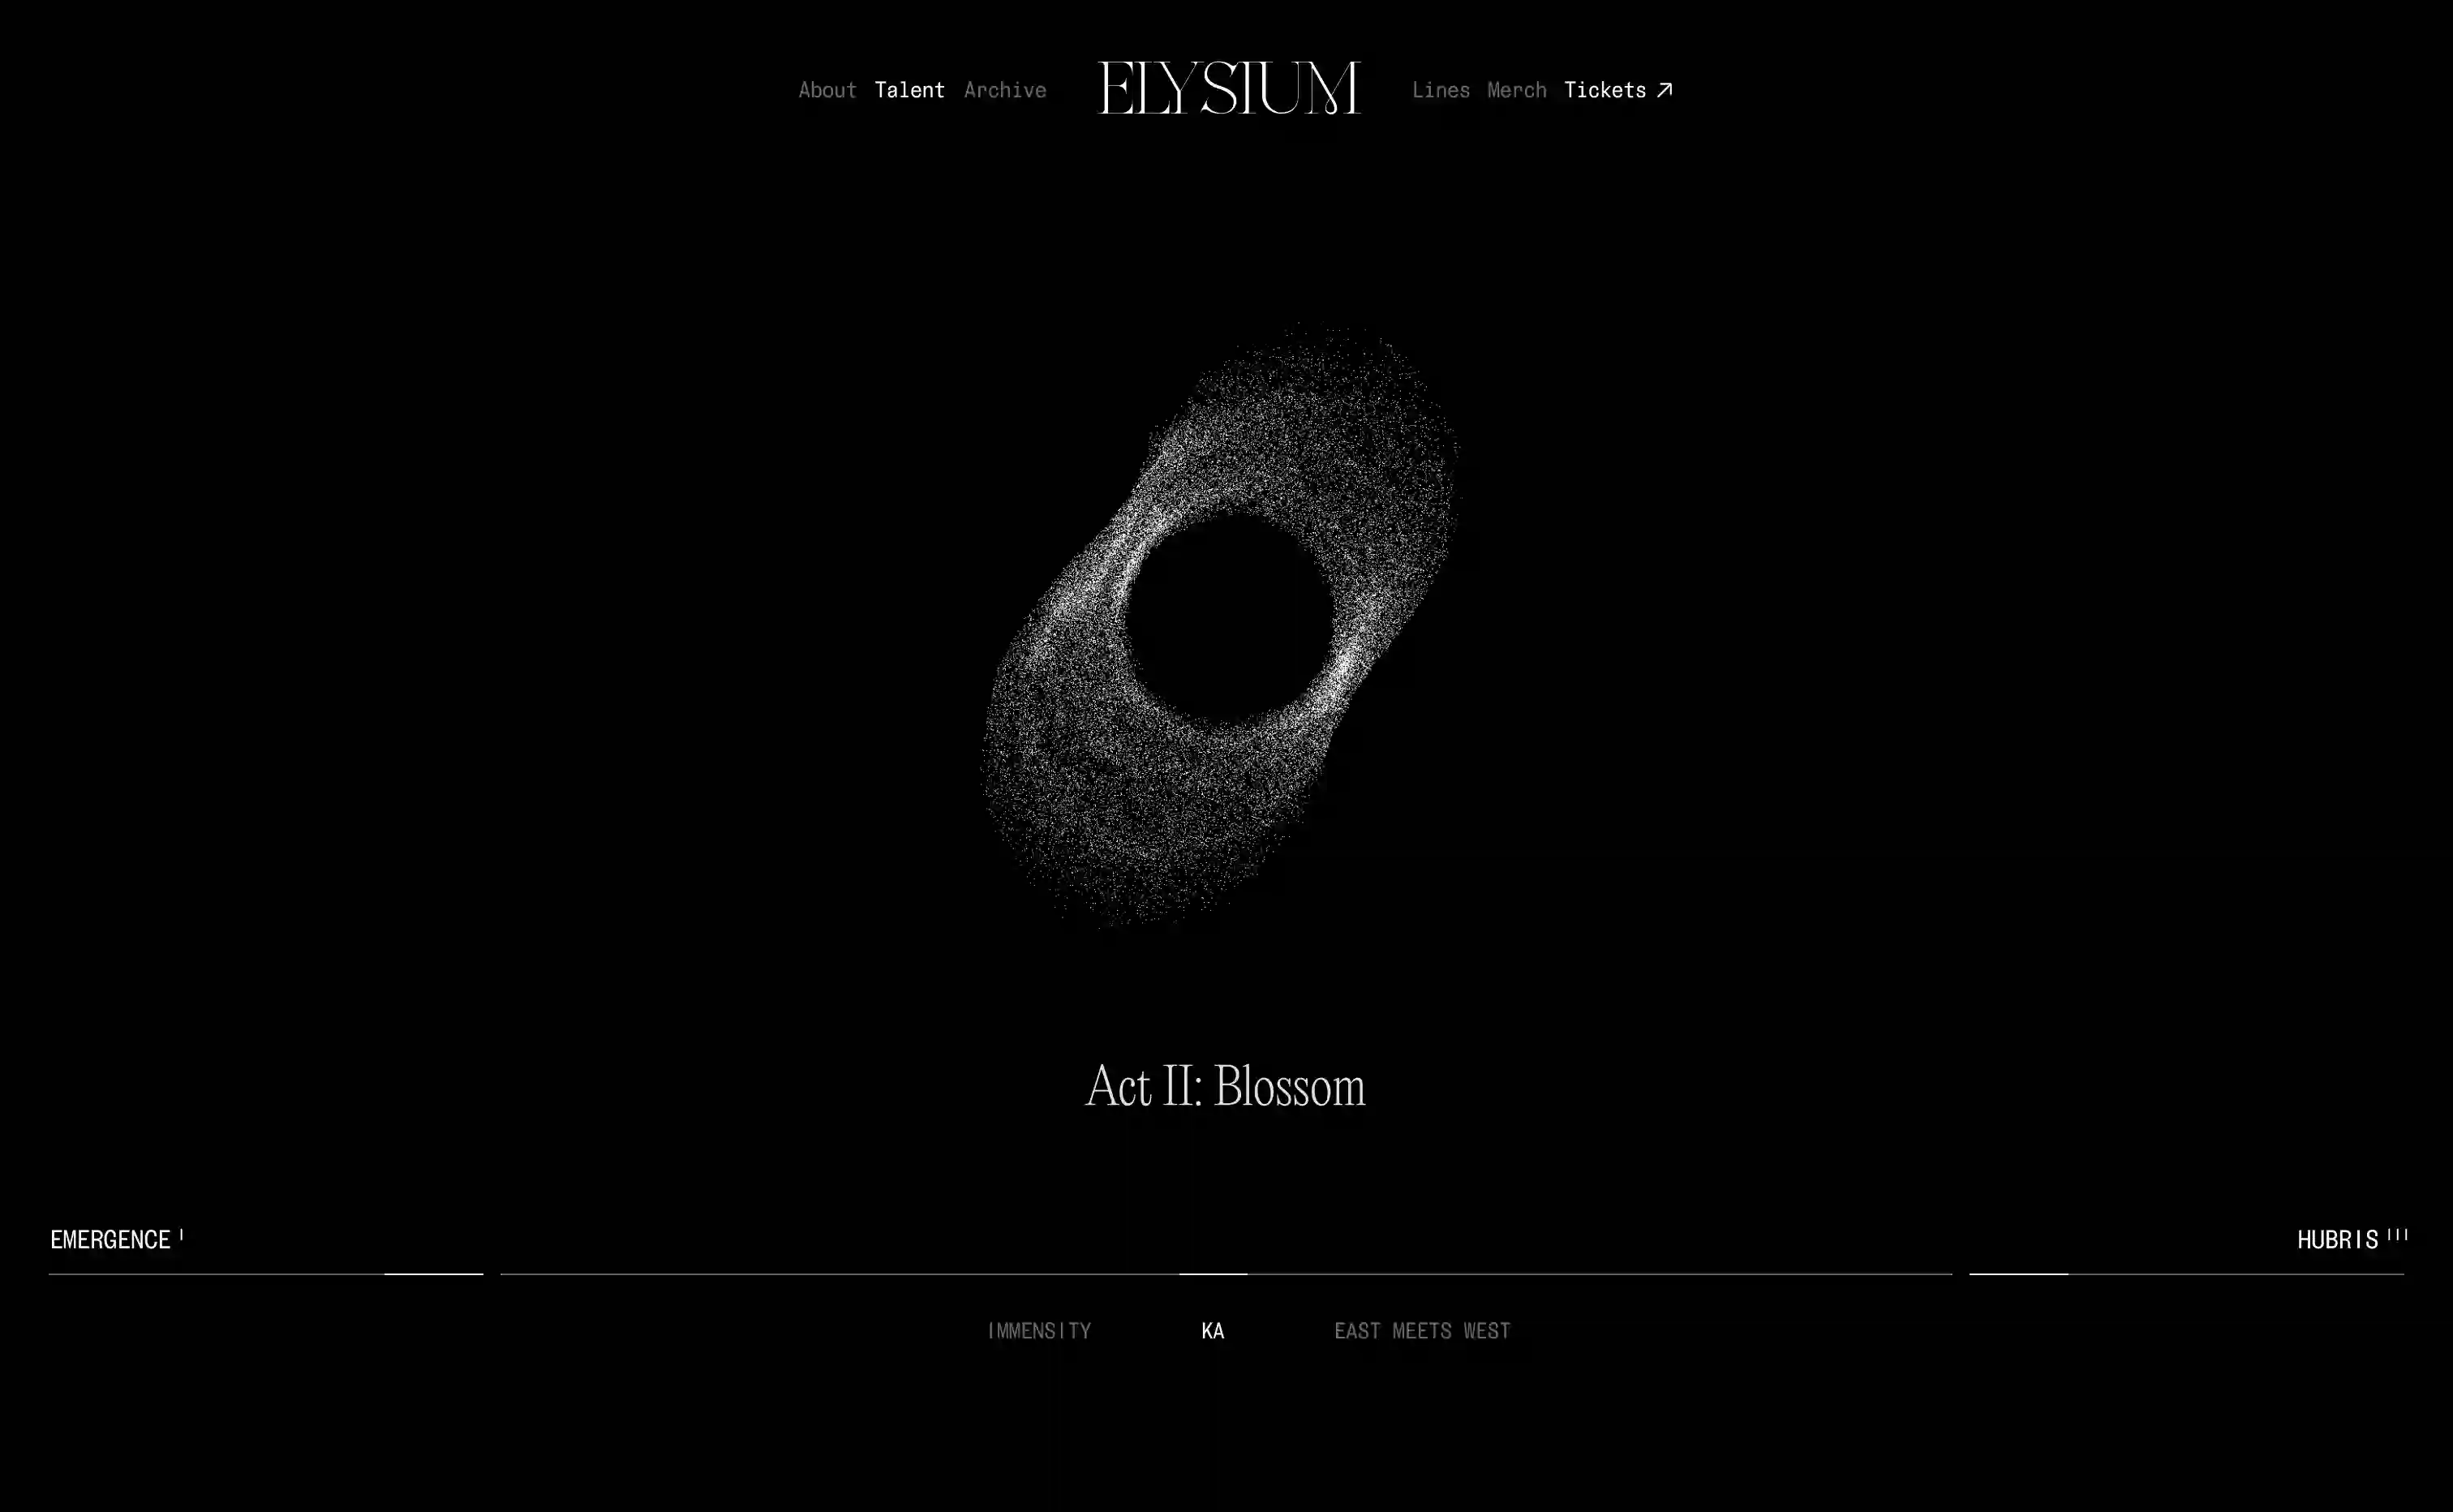 About Talent Archive ELYSIUM Lines Merch Tickets ↗
Act II: Blossom
EMERGENCE I
HUBRIS III
IMMENSITY KA EAST MEETS WEST